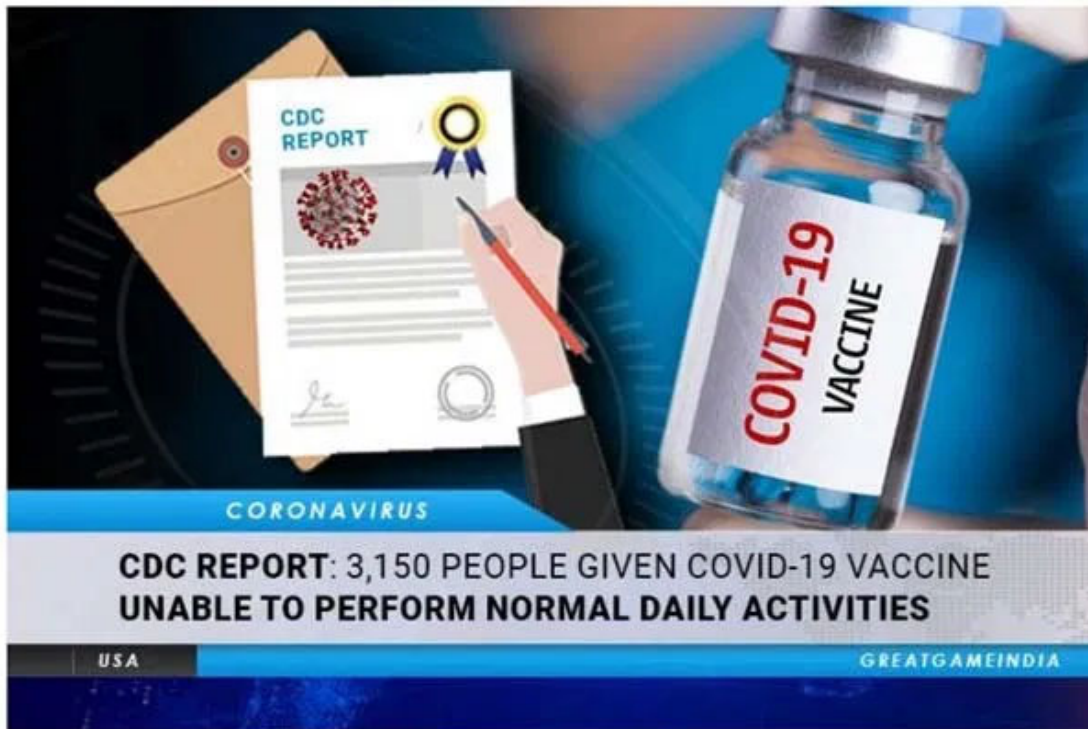 CDC
REPORT
COVID-19
VACCINE
CORONAVIRUS
CDC REPORT: 3,150 PEOPLE GIVEN COVID-19 VACCINE
UNABLE TO PERFORM NORMAL DAILY ACTIVITIES
USA
GREATGAMEINDIA